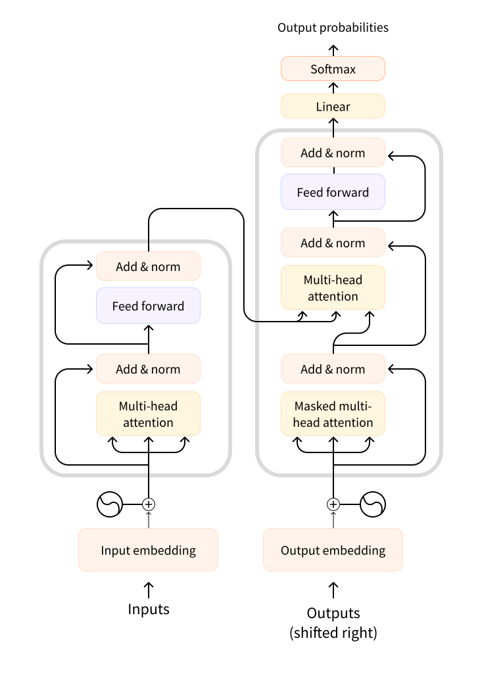 Output probabilities
Softmax
Linear
Add & norm
Feed forward
Add & norm
Multi-head
attention
Add & norm
Masked multi-
head attention
Add & norm
Feed forward
Add & norm
Multi-head
attention
Input embedding
Output embedding
Inputs
Outputs
(shifted right)